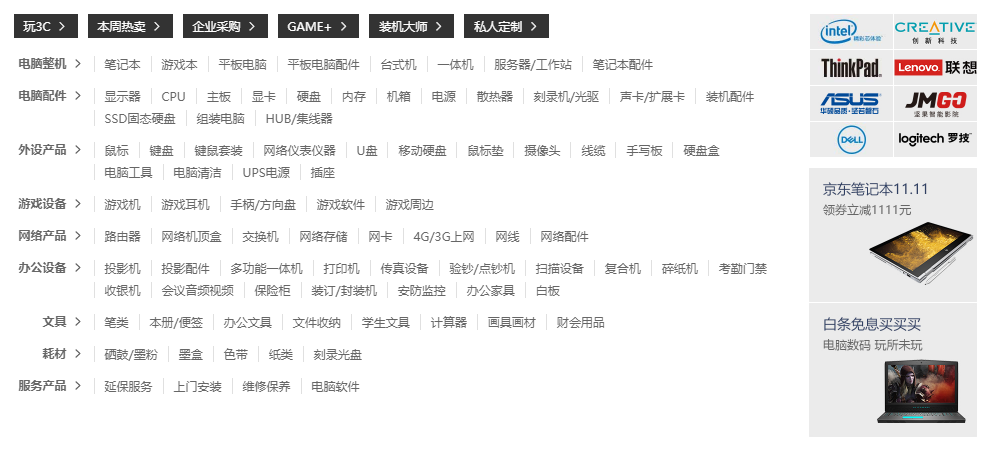 玩3C > 本周热卖 > 企业采购 > GAME+ > 装机大师 > 私人定制 >
电脑整机 > 笔记本 游戏本 平板电脑 平板电脑配件 台式机 一体机 服务器/工作站 笔记本配件
电脑配件 > 显示器 CPU 主板 显卡 硬盘 内存 机箱 电源 散热器 刻录机/光驱 声卡/扩展卡 装机配件
SSD固态硬盘 组装电脑 HUB/集线器
外设产品 > 鼠标 键盘 键鼠套装 网络仪表仪器 U盘 移动硬盘 鼠标垫 摄像头 线缆 手写板 硬盘盒
电脑工具 电脑清洁 UPS电源 插座
游戏设备 > 游戏机 游戏耳机 手柄/方向盘 游戏软件 游戏周边
网络产品 > 路由器 网络机顶盒 交换机 网络存储 网卡 4G/3G上网 网线 网络配件
办公设备 > 投影机 投影配件 多功能一体机 打印机 传真设备 验钞/点钞机 扫描设备 复合机 碎纸机 考勤门禁
收银机 会议音频视频 保险柜 装订/封装机 安防监控 办公家具 白板
文具 > 笔类 本册/便签 办公文具 文件收纳 学生文具 计算器 画具画材 财会用品
耗材 > 硒鼓/墨粉 墨盒 色带 纸类 刻录光盘
服务产品 > 延保服务 上门安装 维修保养 电脑软件
intel 精彩芯体验 CREATIVE
创新科技
ThinkPad Lenovo 联想
ASUS JMGO
华硕品质·坚若磐石 坚果智能影院
DELL logitech 罗技
京东笔记本11.11
领券立减1111元
白条免息买买买
电脑数码 玩所未玩